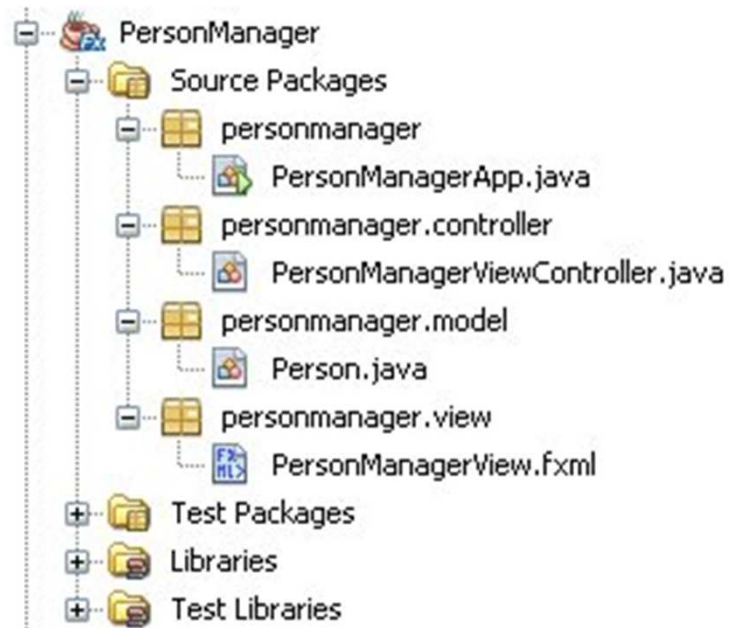 PersonManager
Source Packages
personmanager
PersonManagerApp.java
personmanager.controller
PersonManagerViewController.java
personmanager.model
Person.java
personmanager.view
PersonManagerView.fxml
Test Packages
Libraries
Test Libraries